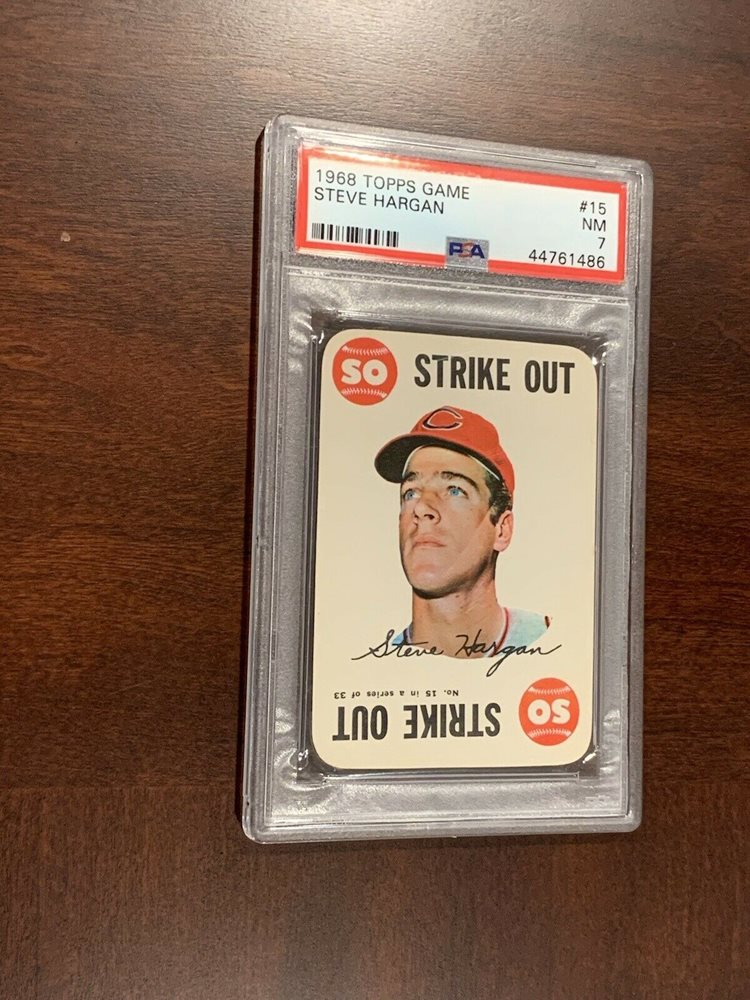 1968 TOPPS GAME #15
STEVE HARGAN NM
7
PSA 44761486
SO STRIKE OUT
C
Steve Hargan
No. 15 in a series of 33
SO STRIKE OUT